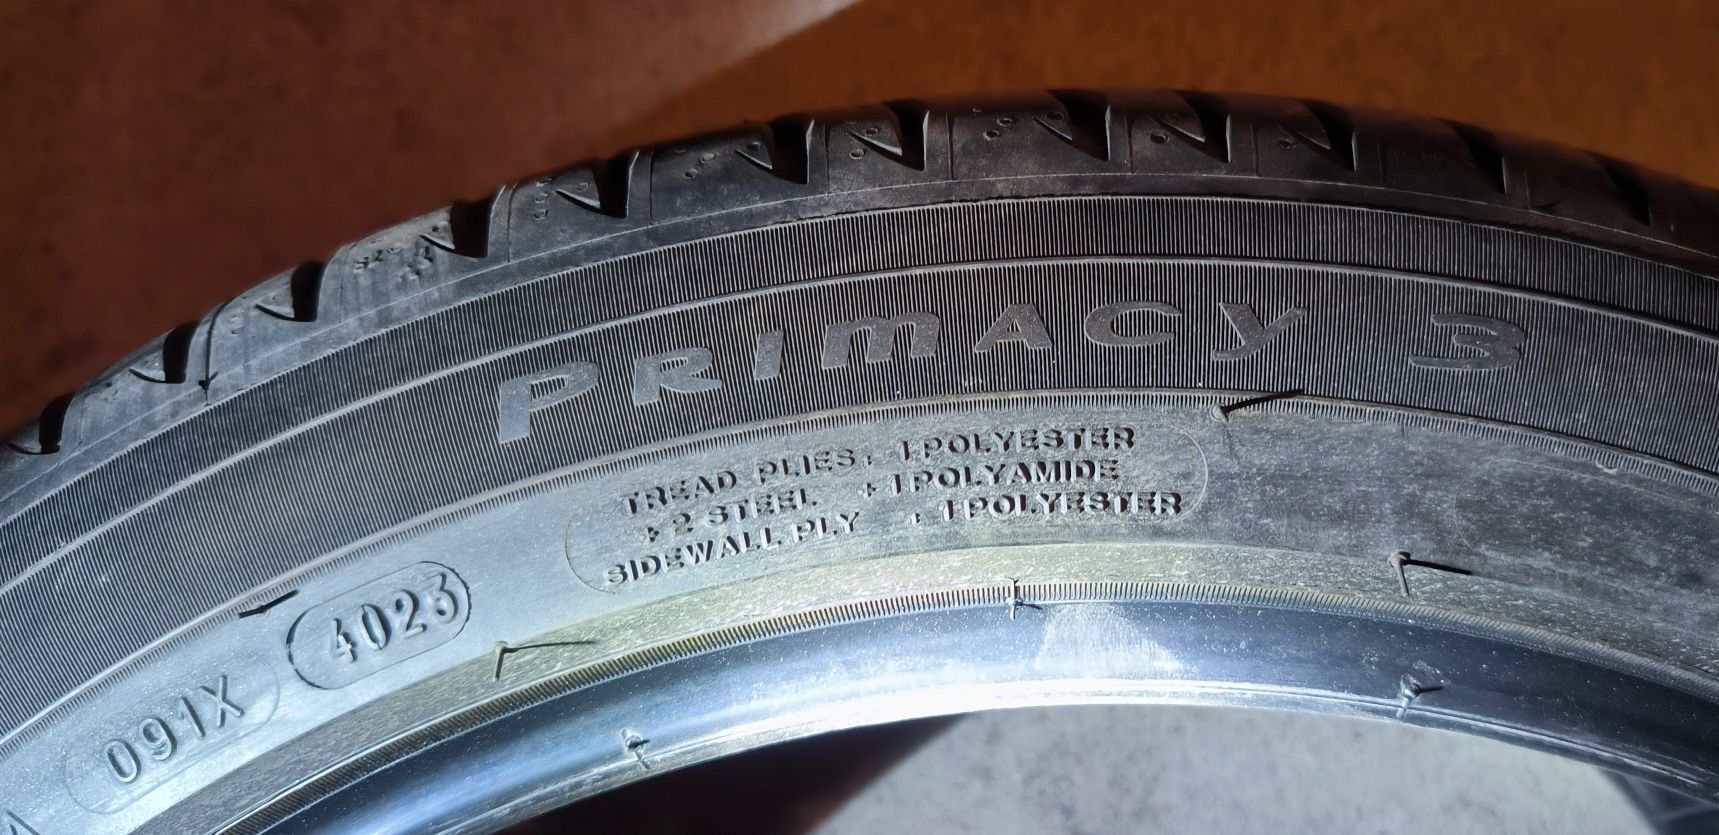 PRIMACY 3
TREAD PLIES: 1 POLYESTER
+ 2 STEEL + 1 POLYAMIDE
SIDEWALL PLY : 1 POLYESTER
4023
091X